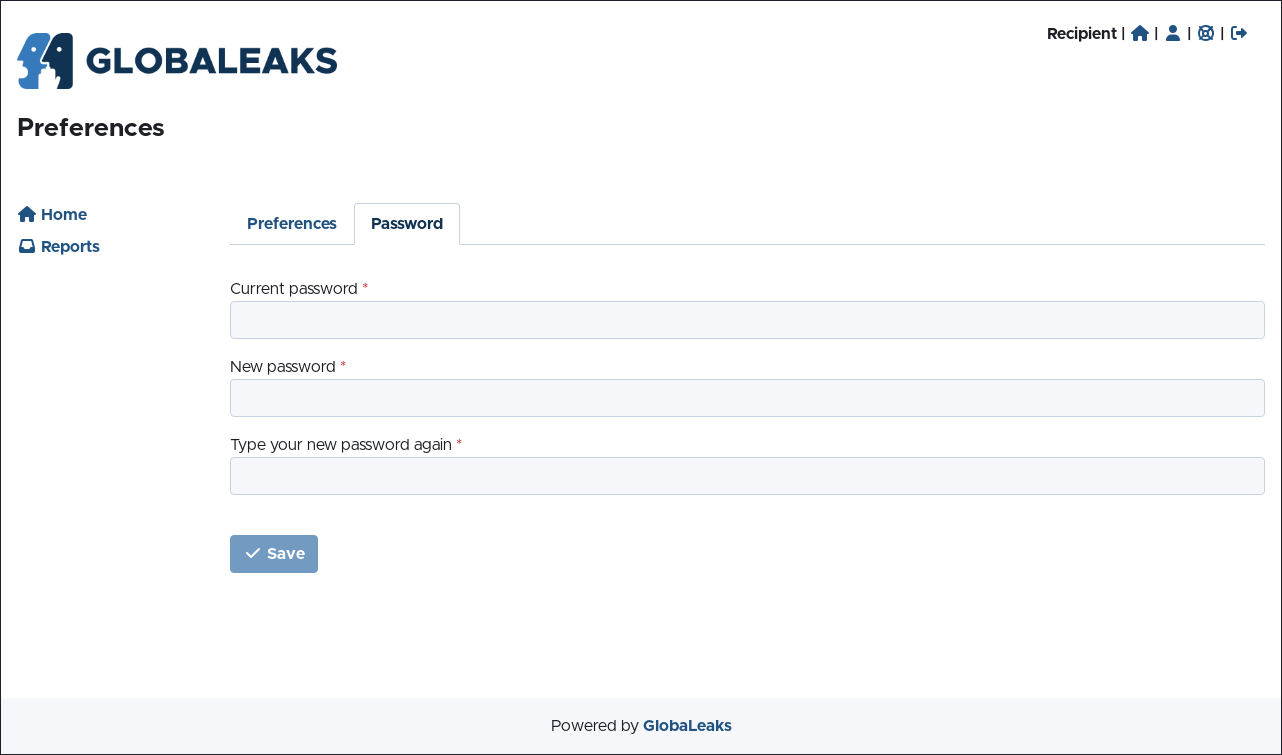 Recipient | | | |
GLOBALEAKS
Preferences
Home
Reports
Preferences Password
Current password *
New password *
Type your new password again *
Save
Powered by GlobaLeaks